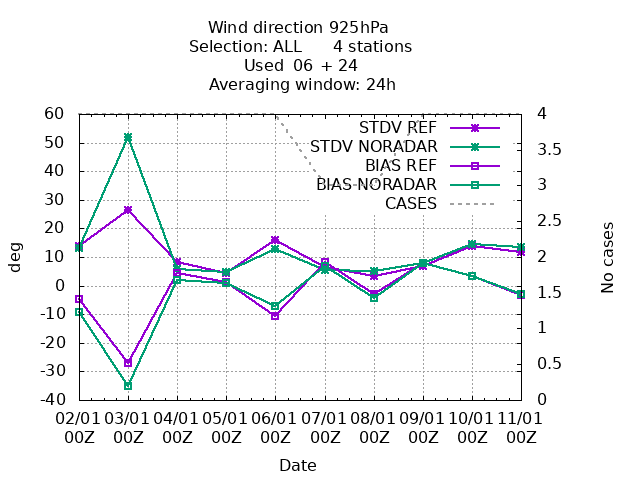 Wind direction 925hPa
Selection: ALL 4 stations
Used 06 + 24
Averaging window: 24h
60 4
STDV REF
50 3.5
STDV NORADAR
40
BIAS REF
30 3
BIAS NORADAR
20 2.5
CASES
10 2
0 1.5
-10 1
-20 0.5
-30
-40 0
deg
No cases
02/01 03/01 04/01 05/01 06/01 07/01 08/01 09/01 10/01 11/01
00Z 00Z 00Z 00Z 00Z 00Z 00Z 00Z 00Z 00Z
Date